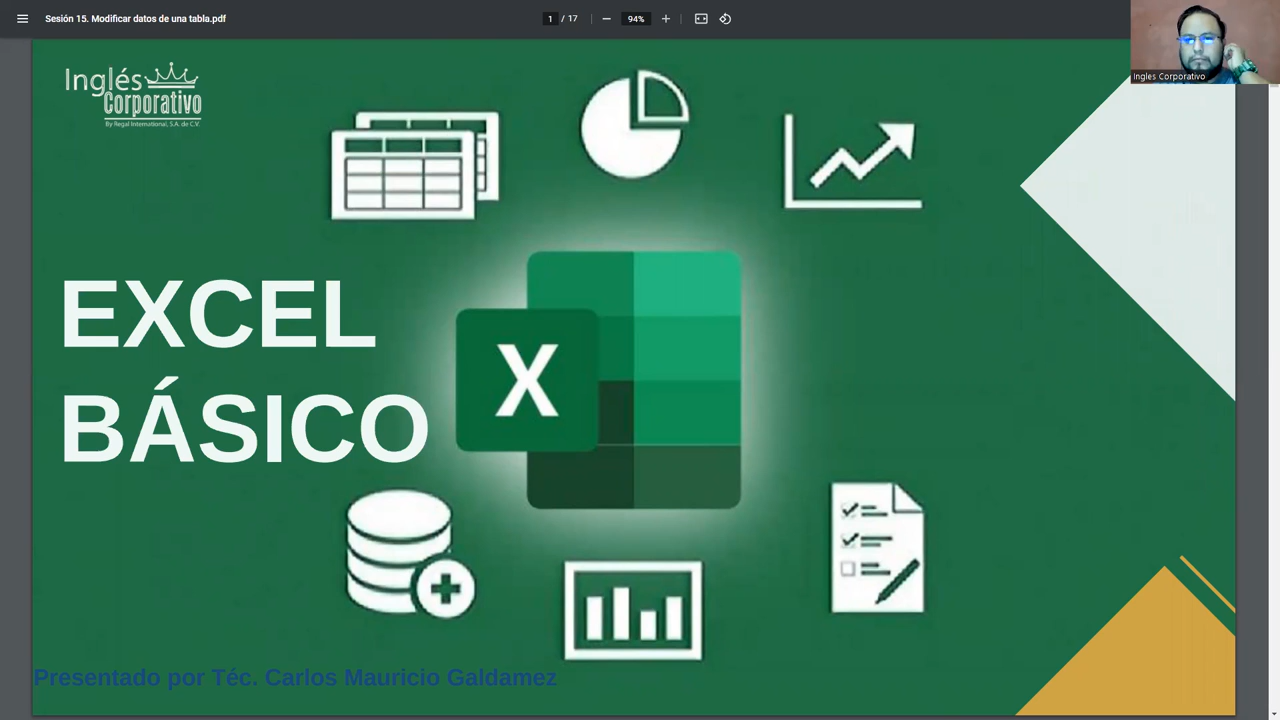 Sesión 15. Modificar datos de una tabla.pdf
1 / 17
94%
Ingles Corporativo
Inglés
Corporativo
By Regal International, S.A. de C.V.
EXCEL
BÁSICO
X
Presentado por Téc. Carlos Mauricio Galdamez